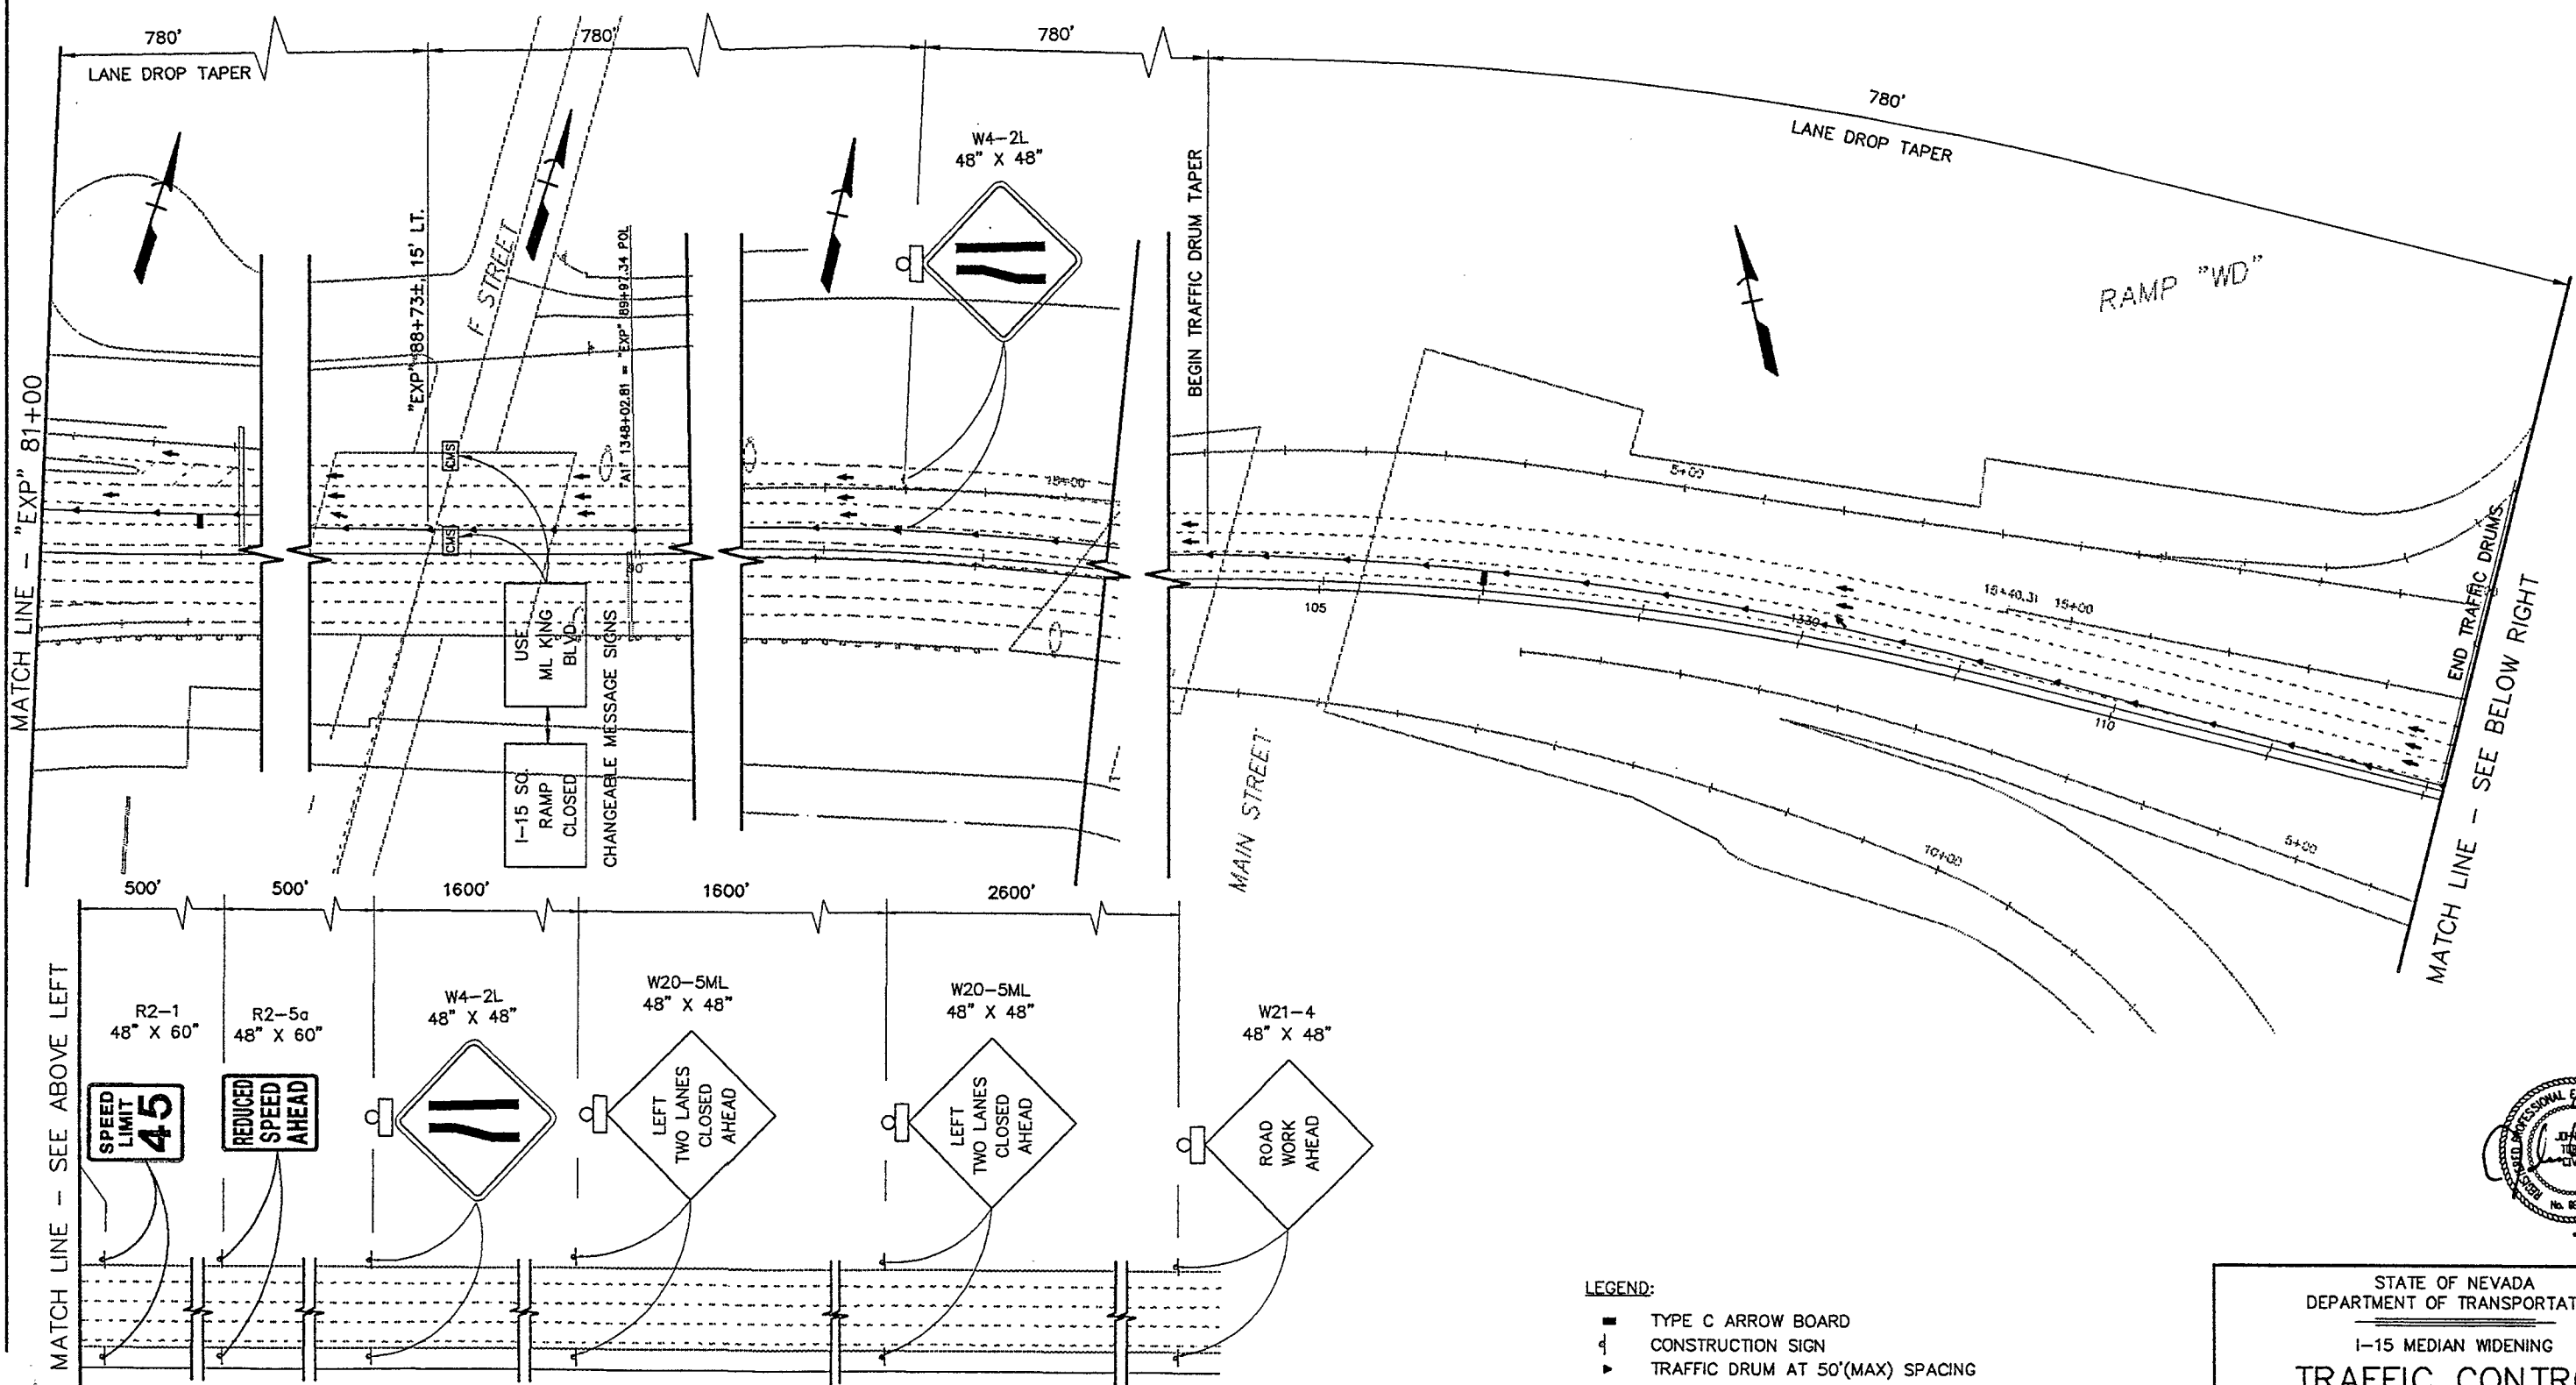 780'
780'
780'
LANE DROP TAPER
780'
LANE DROP TAPER
W4-2L
48" X 48"
BEGIN TRAFFIC DRUM TAPER
RAMP "WD"
"EXP" 88+73±, 15' LT.
F STREET
"A1" 1348+02.81 = "EXP" 89+97.34 POL
MATCH LINE - "EXP" 81+00
CMS
CMS
90
USE
ML KING
BLVD
I-15 SO.
RAMP
CLOSED
CHANGEABLE MESSAGE SIGNS
5+00
105
1330
15+40.31
15+00
110
END TRAFFIC DRUMS
MATCH LINE - SEE BELOW RIGHT
MAIN STREET
10+00
5+00
500'
500'
1600'
1600'
2600'
MATCH LINE - SEE ABOVE LEFT
R2-1
48" X 60"
SPEED
LIMIT
45
R2-5a
48" X 60"
REDUCED
SPEED
AHEAD
W4-2L
48" X 48"
W20-5ML
48" X 48"
LEFT
TWO LANES
CLOSED
AHEAD
W20-5ML
48" X 48"
LEFT
TWO LANES
CLOSED
AHEAD
W21-4
48" X 48"
ROAD
WORK
AHEAD
LEGEND:
TYPE C ARROW BOARD
CONSTRUCTION SIGN
TRAFFIC DRUM AT 50'(MAX) SPACING
STATE OF NEVADA
DEPARTMENT OF TRANSPORTAT
I-15 MEDIAN WIDENING
TRAFFIC CONTR